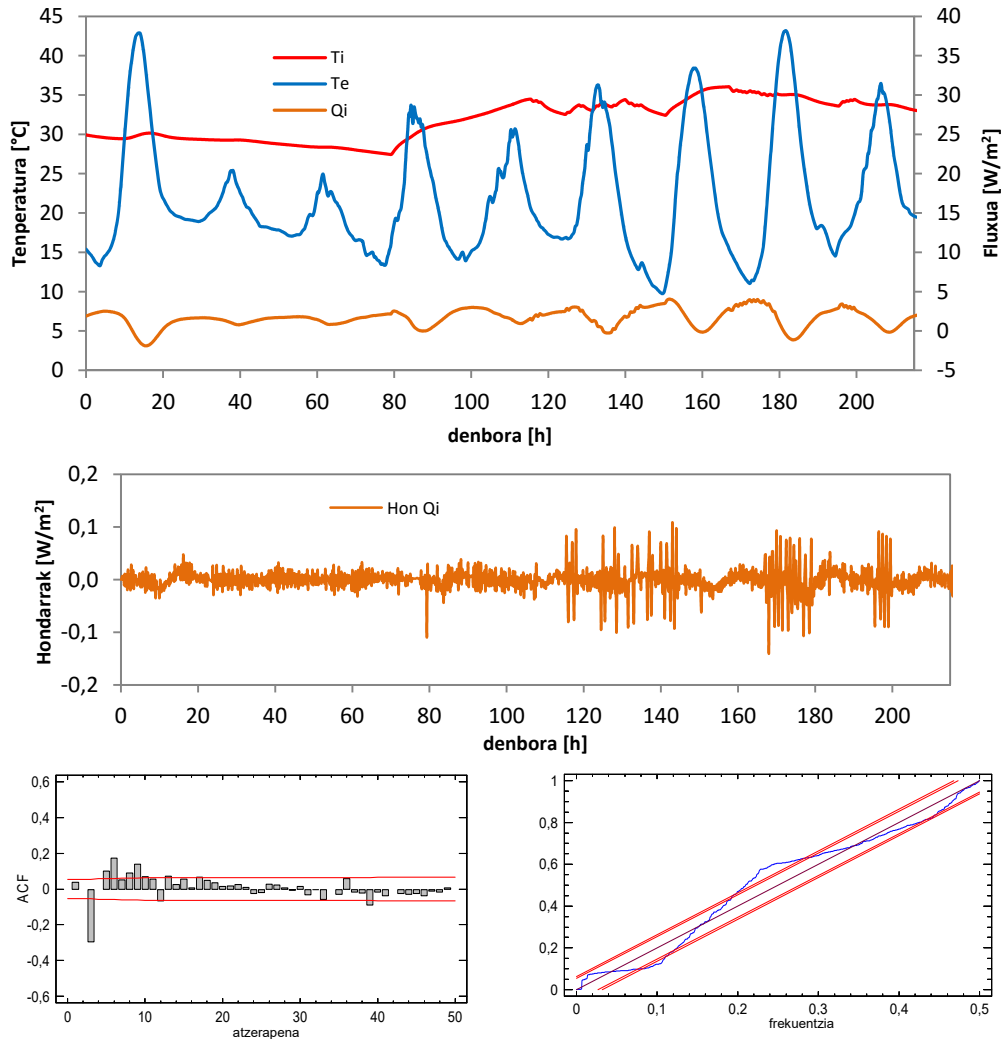 Tenperatura [°C]
45
40
35
30
25
20
15
10
5
0
Ti
Te
Qi
40
35
30
25
20
15
10
5
0
-5
Fluxua [W/m²]
0 20 40 60 80 100 120 140 160 180 200
denbora [h]
Hondarrak [W/m²]
0,2
0,1
0,0
-0,1
-0,2
Hon Qi
0 20 40 60 80 100 120 140 160 180 200
denbora [h]
ACF
0,6
0,4
0,2
0
-0,2
-0,4
-0,6
0 10 20 30 40 50
atzerapena
1
0,8
0,6
0,4
0,2
0
0 0,1 0,2 0,3 0,4 0,5
frekuentzia